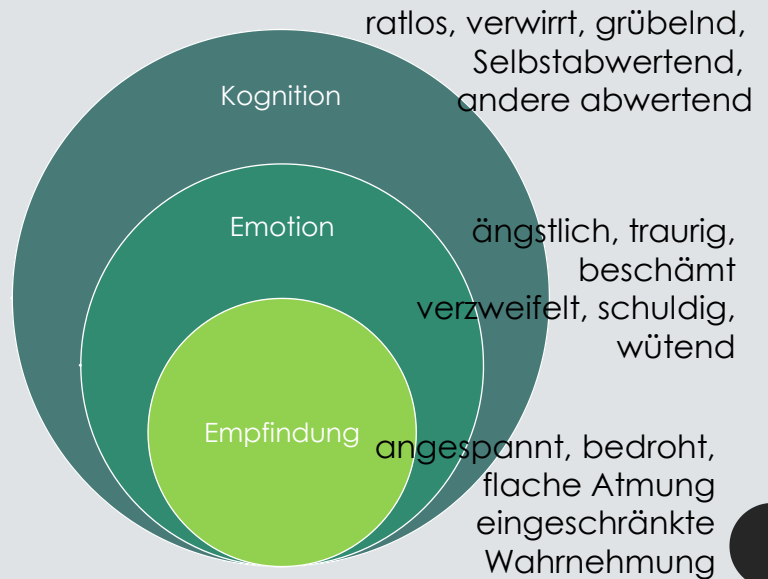 ratlos, verwirrt, grübelnd,
Selbstabwertend,
andere abwertend
Kognition
Emotion
ängstlich, traurig,
beschämt
verzweifelt, schuldig,
wütend
Empfindung
angespannt, bedroht,
flache Atmung
eingeschränkte
Wahrnehmung